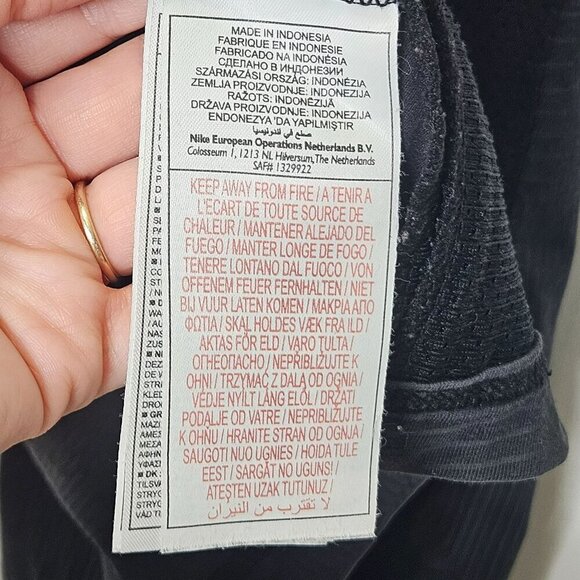 MADE IN INDONESIA
FABRIQUE EN INDONESIE
FABRICADO NA INDONÉSIA
СДЕЛАНО В ИНДОНЕЗИИ
SZÁRMAZÁSI ORSZÁG: INDONÉZIA
ZEMLJA PROIZVODNJE: INDONEZIJA
RAŽOTS: INDONĒZIJĀ
DRŽAVA PROIZVODNJE: INDONEZIJA
ENDONEZYA 'DA YAPILMIŞTIR
صنع في اندونيسيا
Nike European Operations Netherlands B.V.
Colosseum 1, 1213 NL Hilversum, The Netherlands
SAF# 1329922
KEEP AWAY FROM FIRE / A TENIR A
L'ÉCART DE TOUTE SOURCE DE
CHALEUR / MANTENER ALEJADO DEL
FUEGO / MANTER LONGE DE FOGO /
TENERE LONTANO DAL FUOCO / VON
OFFENEM FEUER FERNHALTEN / NIET
BIJ VUUR LATEN KOMEN / ΜΑΚΡΙΑ ΑΠΟ
ΦΩΤΙΑ / SKAL HOLDES VÆK FRA ILD /
AKTAS FÖR ELD / VARO TULTA /
ОГНЕОПАСНО / NEPŘIBLIŽUJTE K
OHNI / TRZYMAĆ Z DALA OD OGNIA /
VÉDJE NYÍLT LÁNG ELŐL / DRŽATI
PODALJE OD VATRE / NEPRIBLIŽUJTE
K OHŇU / HRANITE STRAN OD OGNJA /
SAUGOTI NUO UGNIES / HOIDA TULE
EEST / SARGĀT NO UGUNS! /
ATEŞTEN UZAK TUTUNUZ /
لا تقترب من النيران